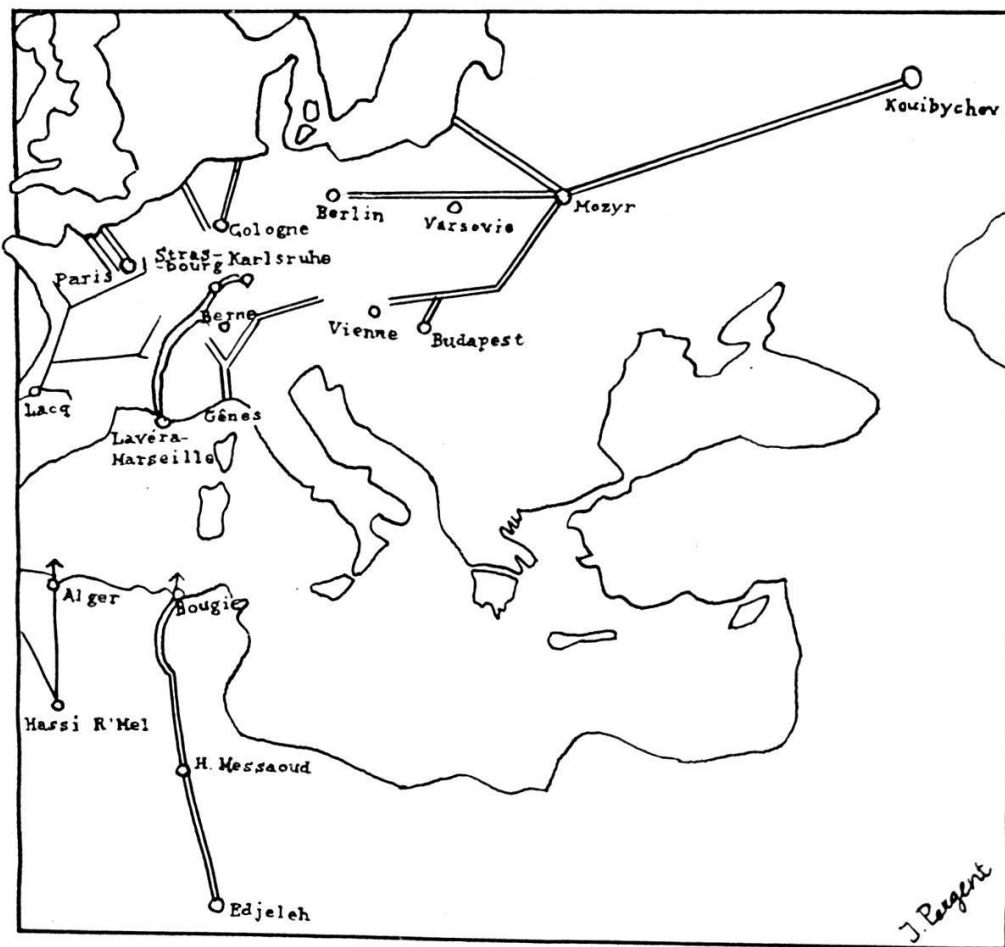 Kouibychev
Berlin
Varsovie
Mozyr
Cologne
Paris
Stras-
-bourg
Karlsruhe
Berne
Vienne
Budapest
Lacq
Gênes
Lavéra-
Marseille
Alger
Bougie
Hassi R'Mel
H. Messaoud
Edjeleh
J. Pergent